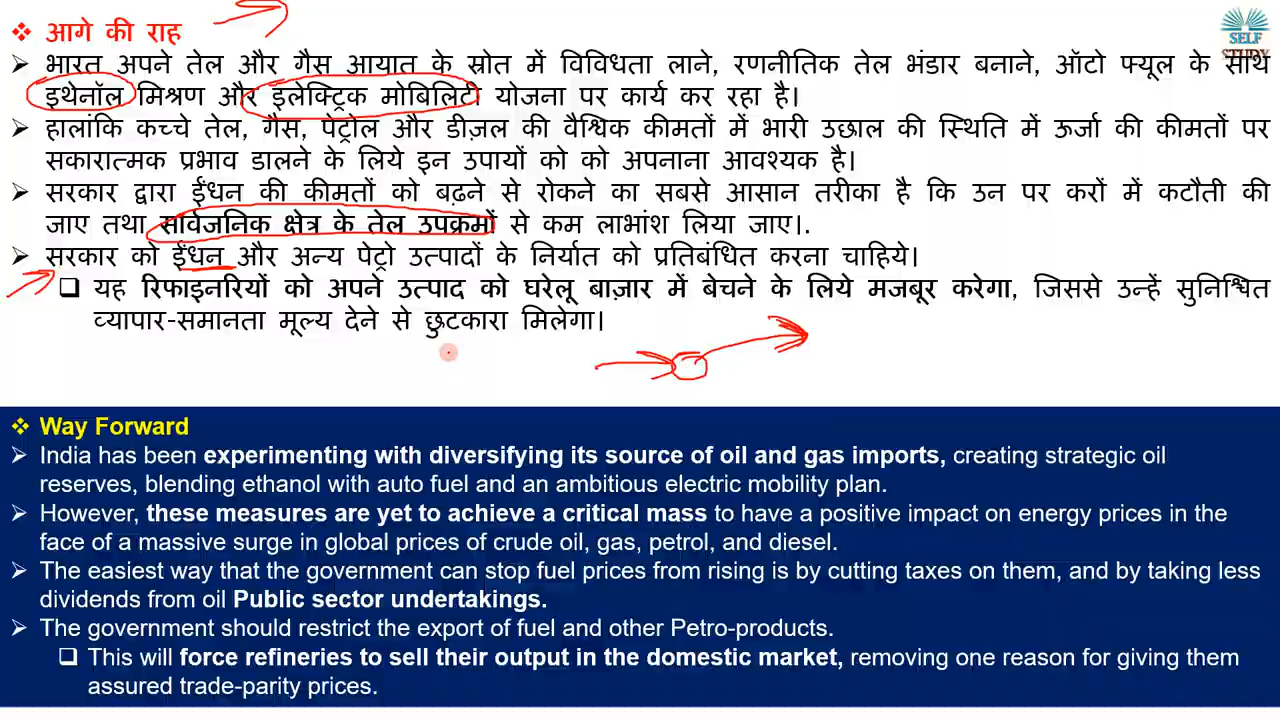 ❖ आगे की राह
SELF STUDY
➤ भारत अपने तेल और गैस आयात के स्रोत में विविधता लाने, रणनीतिक तेल भंडार बनाने, ऑटो फ्यूल के साथ
इथेनॉल मिश्रण और इलेक्ट्रिक मोबिलिटी योजना पर कार्य कर रहा है।
➤ हालांकि कच्चे तेल, गैस, पेट्रोल और डीज़ल की वैश्विक कीमतों में भारी उछाल की स्थिति में ऊर्जा की कीमतों पर
सकारात्मक प्रभाव डालने के लिये इन उपायों को को अपनाना आवश्यक है।
➤ सरकार द्वारा ईंधन की कीमतों को बढ़ने से रोकने का सबसे आसान तरीका है कि उन पर करों में कटौती की
जाए तथा सार्वजनिक क्षेत्र के तेल उपक्रमों से कम लाभांश लिया जाए।.
➤ सरकार को ईंधन और अन्य पेट्रो उत्पादों के निर्यात को प्रतिबंधित करना चाहिये।
❑ यह रिफाइनरियों को अपने उत्पाद को घरेलू बाज़ार में बेचने के लिये मजबूर करेगा, जिससे उन्हें सुनिश्चित
व्यापार-समानता मूल्य देने से छुटकारा मिलेगा।
❖ Way Forward
➤ India has been experimenting with diversifying its source of oil and gas imports, creating strategic oil
reserves, blending ethanol with auto fuel and an ambitious electric mobility plan.
➤ However, these measures are yet to achieve a critical mass to have a positive impact on energy prices in the
face of a massive surge in global prices of crude oil, gas, petrol, and diesel.
➤ The easiest way that the government can stop fuel prices from rising is by cutting taxes on them, and by taking less
dividends from oil Public sector undertakings.
➤ The government should restrict the export of fuel and other Petro-products.
❑ This will force refineries to sell their output in the domestic market, removing one reason for giving them
assured trade-parity prices.